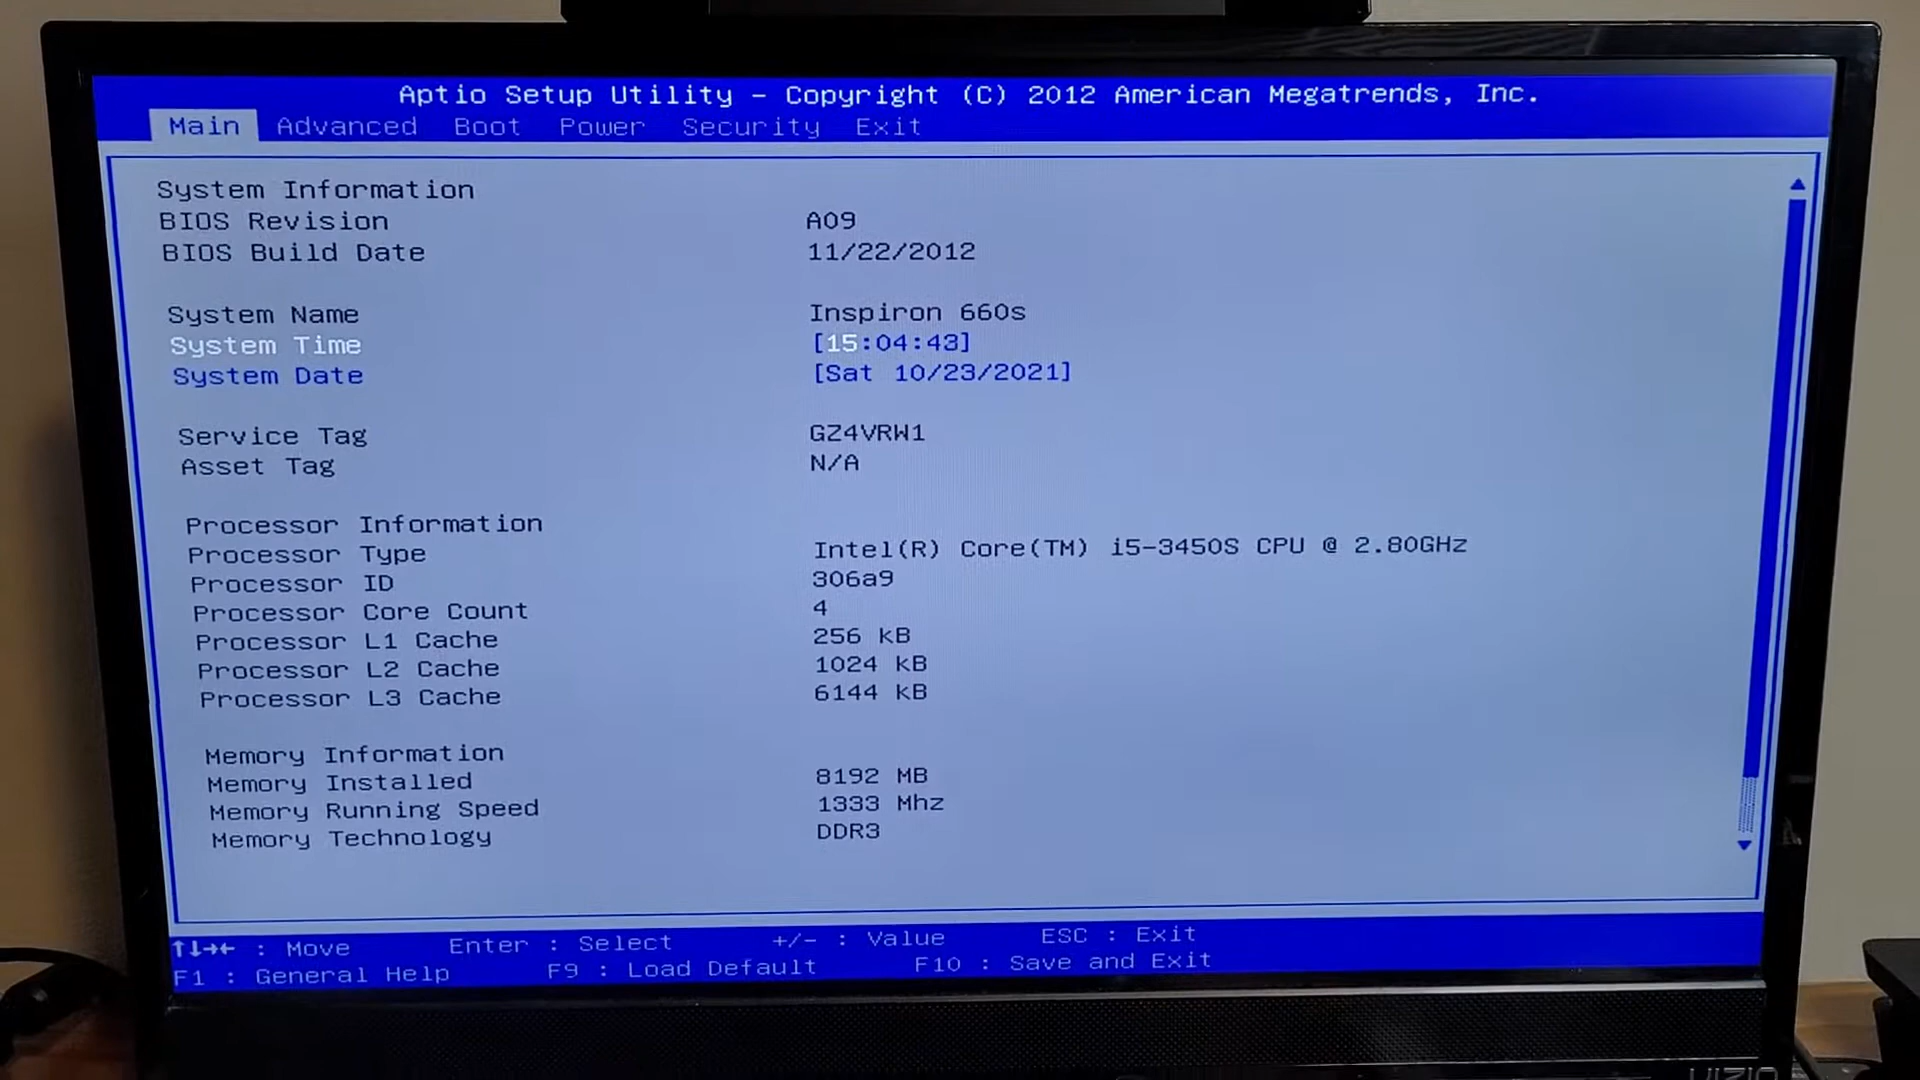 Aptio Setup Utility - Copyright (C) 2012 American Megatrends, Inc.
Main Advanced Boot Power Security Exit
System Information
BIOS Revision A09
BIOS Build Date 11/22/2012
System Name Inspiron 660s
System Time [15:04:43]
System Date [Sat 10/23/2021]
Service Tag GZ4VRW1
Asset Tag N/A
Processor Information
Processor Type Intel(R) Core(TM) i5-3450S CPU @ 2.80GHz
Processor ID 306a9
Processor Core Count 4
Processor L1 Cache 256 kB
Processor L2 Cache 1024 kB
Processor L3 Cache 6144 kB
Memory Information
Memory Installed 8192 MB
Memory Running Speed 1333 Mhz
Memory Technology DDR3
↑↓→← : Move Enter : Select +/- : Value ESC : Exit
F1 : General Help F9 : Load Default F10 : Save and Exit
VIZIO